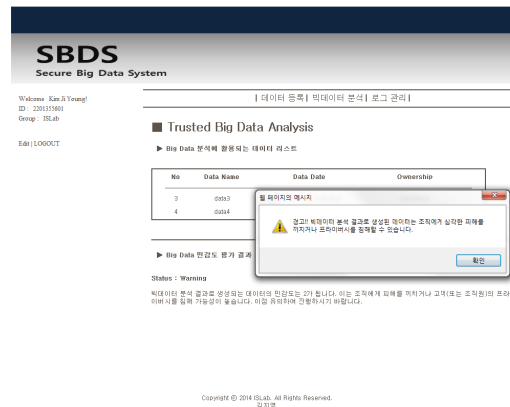 SBDS
Secure Big Data System
Welcome Kim Ji Young!
ID : 2201355601
Group : ISLab
Edit | LOGOUT
| 데이터 등록 | 빅데이터 분석 | 로그 관리 |
■ Trusted Big Data Analysis
▶ Big Data 분석에 활용되는 데이터 리스트
No Data Name Data Date Ownership
3 data3
4 data4
웹 페이지의 메시지
경고!! 빅데이터 분석 결과로 생성된 데이터는 조직에게 심각한 피해를
끼치거나 프라이버시를 침해할 수 있습니다.
확인
▶ Big Data 민감도 평가 결과
Status : Warning
빅데이터 분석 결과로 생성되는 데이터의 민감도는 2가 됩니다. 이는 조직에게 피해를 끼치거나 고객(또는 조직원)의 프라
이버시를 침해 가능성이 높습니다. 이점 유의하여 진행하시기 바랍니다.
Copyright ⓒ 2014 ISLab. All Rights Reserved.
김지영